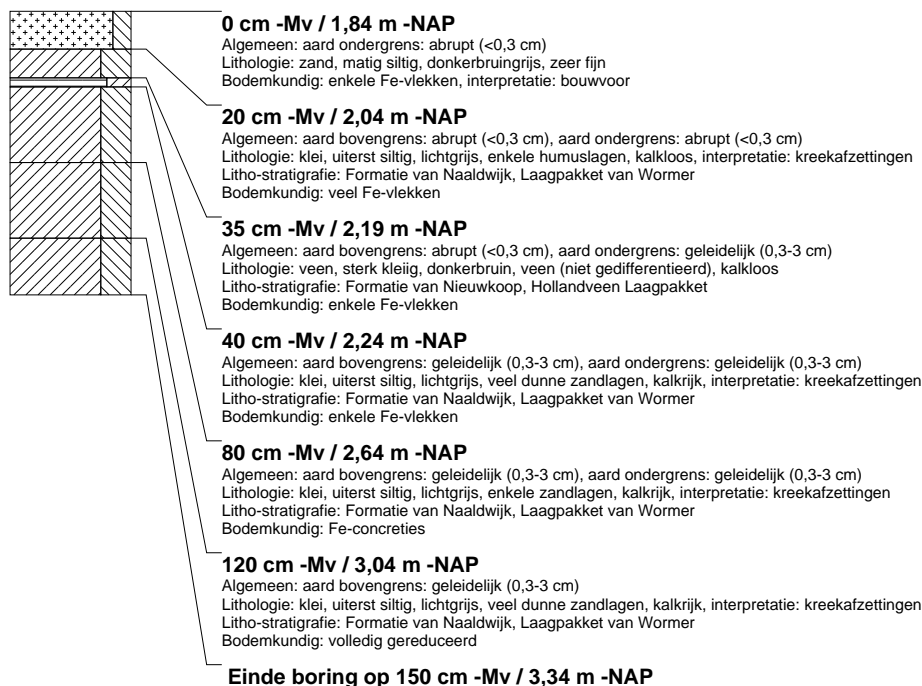 0 cm -Mv / 1,84 m -NAP
Algemeen: aard ondergrens: abrupt (<0,3 cm)
Lithologie: zand, matig siltig, donkerbruingrijs, zeer fijn
Bodemkundig: enkele Fe-vlekken, interpretatie: bouwvoor
20 cm -Mv / 2,04 m -NAP
Algemeen: aard bovengrens: abrupt (<0,3 cm), aard ondergrens: abrupt (<0,3 cm)
Lithologie: klei, uiterst siltig, lichtgrijs, enkele humuslagen, kalkloos, interpretatie: kreekafzettingen
Litho-stratigrafie: Formatie van Naaldwijk, Laagpakket van Wormer
Bodemkundig: veel Fe-vlekken
35 cm -Mv / 2,19 m -NAP
Algemeen: aard bovengrens: abrupt (<0,3 cm), aard ondergrens: geleidelijk (0,3-3 cm)
Lithologie: veen, sterk kleiig, donkerbruin, veen (niet gedifferentieerd), kalkloos
Litho-stratigrafie: Formatie van Nieuwkoop, Hollandveen Laagpakket
Bodemkundig: enkele Fe-vlekken
40 cm -Mv / 2,24 m -NAP
Algemeen: aard bovengrens: geleidelijk (0,3-3 cm), aard ondergrens: geleidelijk (0,3-3 cm)
Lithologie: klei, uiterst siltig, lichtgrijs, veel dunne zandlagen, kalkrijk, interpretatie: kreekafzettingen
Litho-stratigrafie: Formatie van Naaldwijk, Laagpakket van Wormer
Bodemkundig: enkele Fe-vlekken
80 cm -Mv / 2,64 m -NAP
Algemeen: aard bovengrens: geleidelijk (0,3-3 cm), aard ondergrens: geleidelijk (0,3-3 cm)
Lithologie: klei, uiterst siltig, lichtgrijs, enkele zandlagen, kalkrijk, interpretatie: kreekafzettingen
Litho-stratigrafie: Formatie van Naaldwijk, Laagpakket van Wormer
Bodemkundig: Fe-concreties
120 cm -Mv / 3,04 m -NAP
Algemeen: aard bovengrens: geleidelijk (0,3-3 cm)
Lithologie: klei, uiterst siltig, lichtgrijs, veel dunne zandlagen, kalkrijk, interpretatie: kreekafzettingen
Litho-stratigrafie: Formatie van Naaldwijk, Laagpakket van Wormer
Bodemkundig: volledig gereduceerd
Einde boring op 150 cm -Mv / 3,34 m -NAP